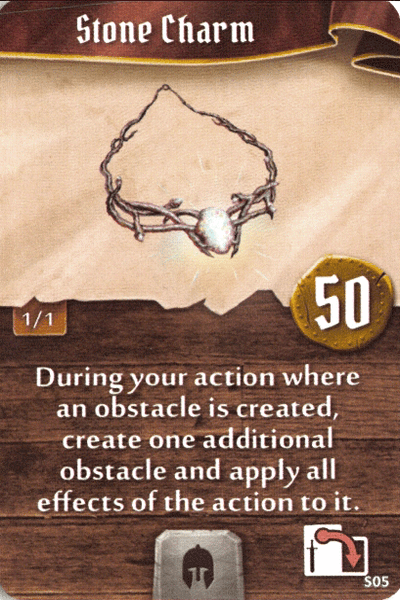 Stone Charm
1/1
50
During your action where
an obstacle is created,
create one additional
obstacle and apply all
effects of the action to it.
S05